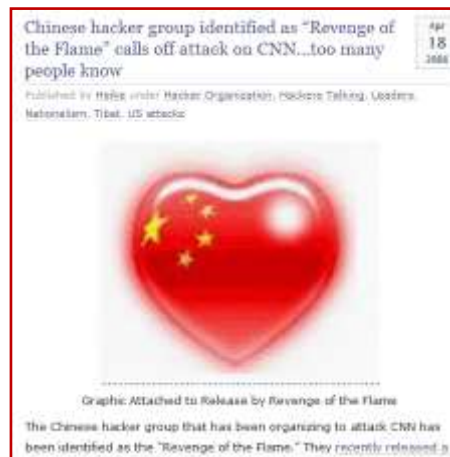 Chinese hacker group identified as “Revenge of
the Flame” calls off attack on CNN...too many
people know
Apr
18
2008
Published by Heike under Hacker Organization, Hackers Talking, Leaders,
Nationalism, Tibet, US attacks
Graphs: Attached to Release by Revenge of the Flame
The Chinese hacker group that has been organizing to attack CNN has
been identified as the “Revenge of the Flame.” They recently released a